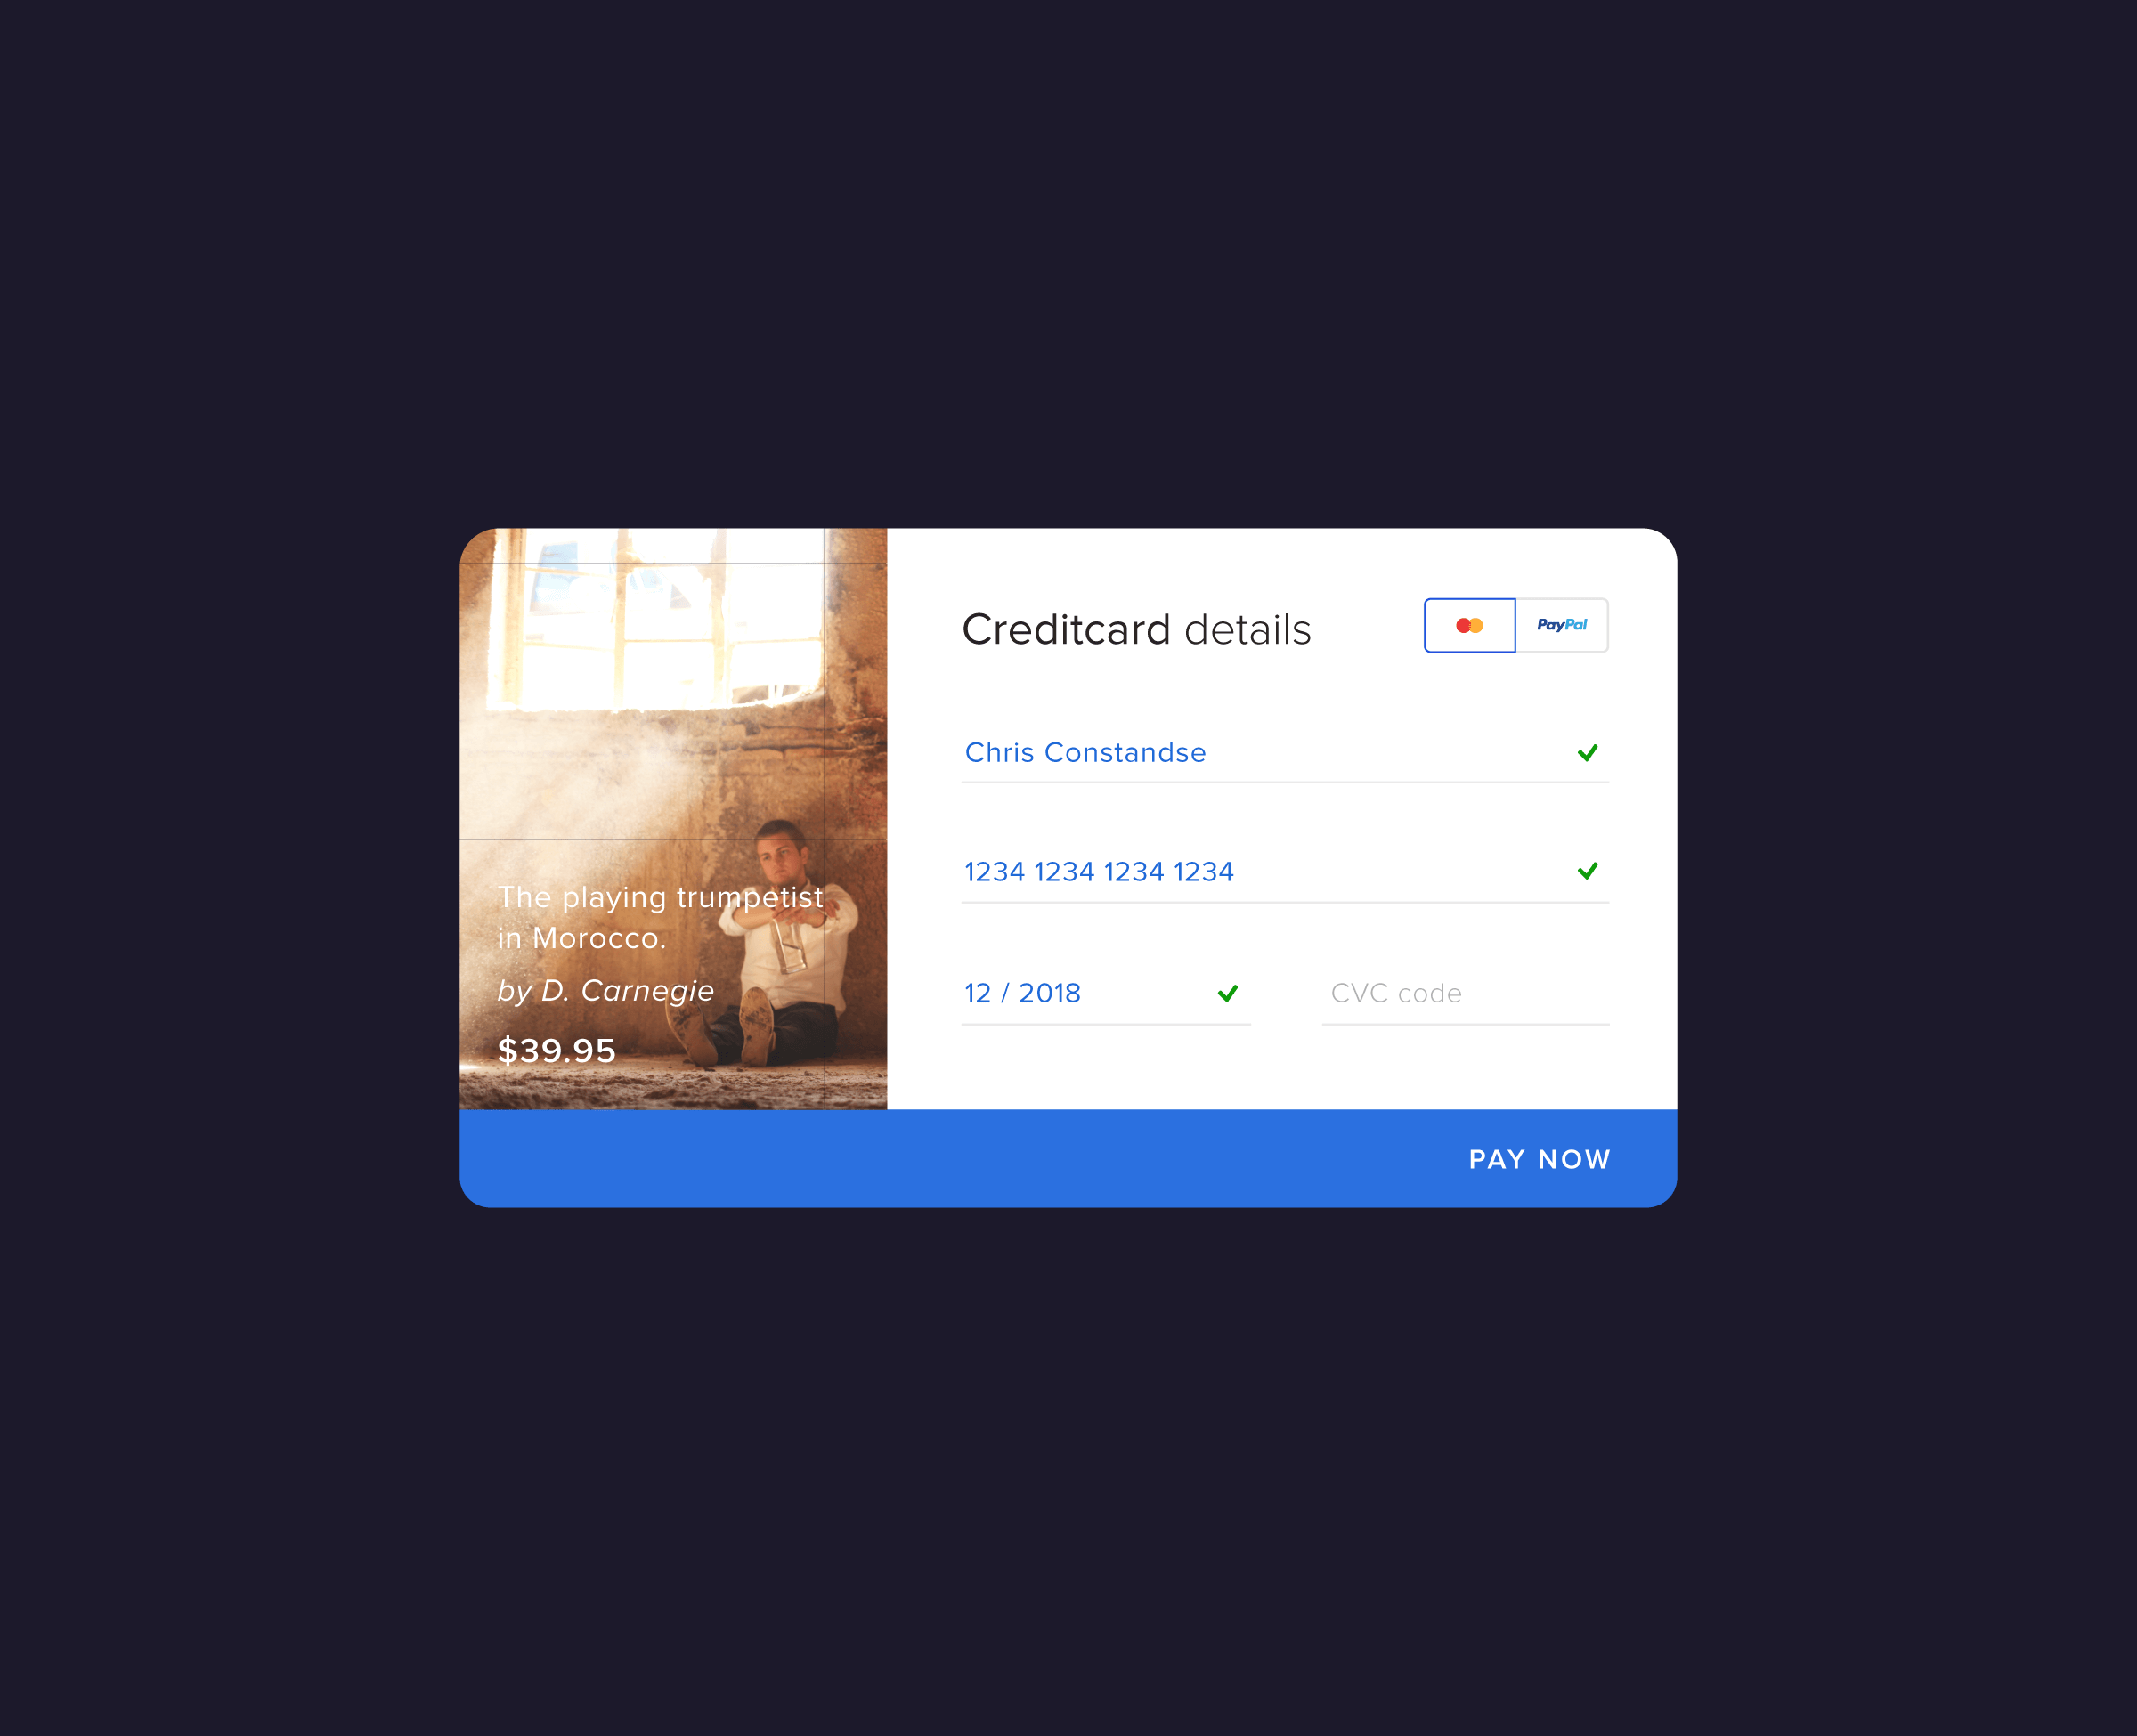 The playing trumpetist
in Morocco.
by D. Carnegie
$39.95
Creditcard details
PayPal
Chris Constandse
1234 1234 1234 1234
12 / 2018
CVC code
PAY NOW